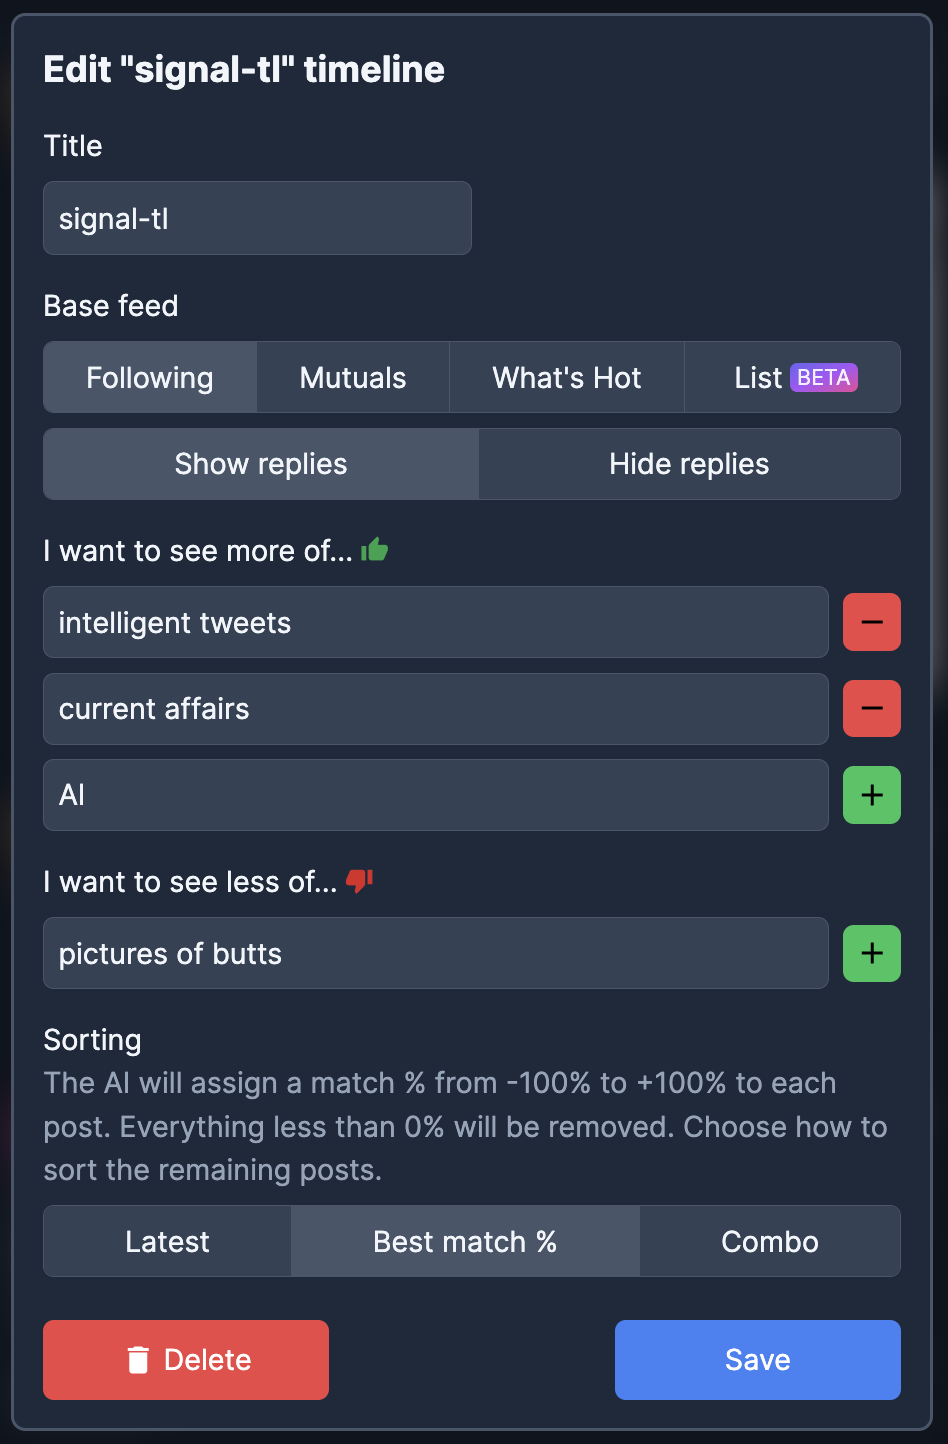 Edit "signal-tl" timeline
Title
signal-tl
Base feed
Following Mutuals What's Hot List BETA
Show replies Hide replies
I want to see more of...
intelligent tweets
current affairs
AI
I want to see less of...
pictures of butts
Sorting
The AI will assign a match % from -100% to +100% to each
post. Everything less than 0% will be removed. Choose how to
sort the remaining posts.
Latest Best match % Combo
Delete Save